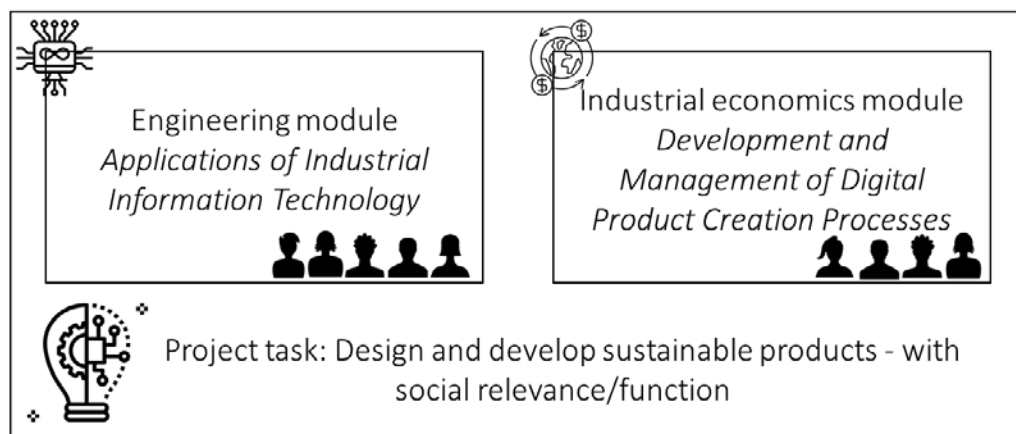 Engineering module
Applications of Industrial
Information Technology
$
$
Industrial economics module
Development and
Management of Digital
Product Creation Processes
Project task: Design and develop sustainable products - with
social relevance/function